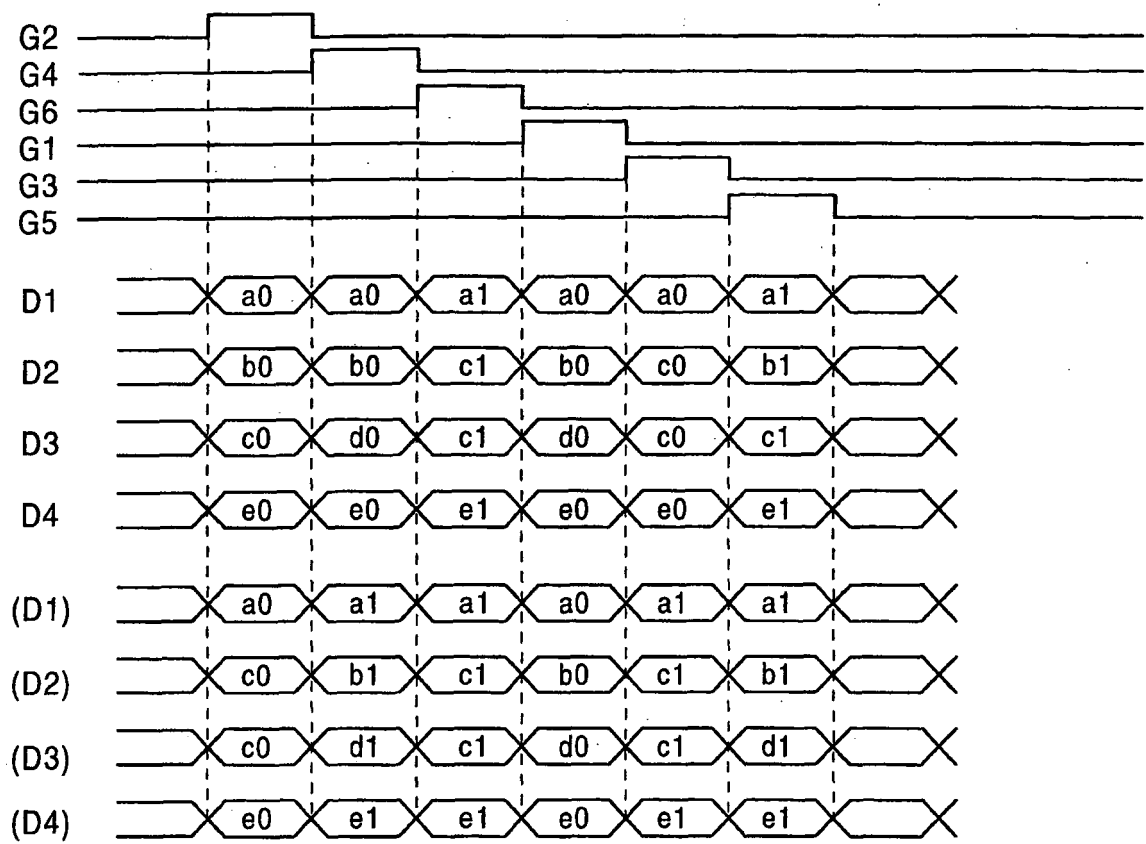 G2
G4
G6
G1
G3
G5
D1 a0 a0 a1 a0 a0 a1
D2 b0 b0 c1 b0 c0 b1
D3 c0 d0 c1 d0 c0 c1
D4 e0 e0 e1 e0 e0 e1
(D1) a0 a1 a1 a0 a1 a1
(D2) c0 b1 c1 b0 c1 b1
(D3) c0 d1 c1 d0 c1 d1
(D4) e0 e1 e1 e0 e1 e1